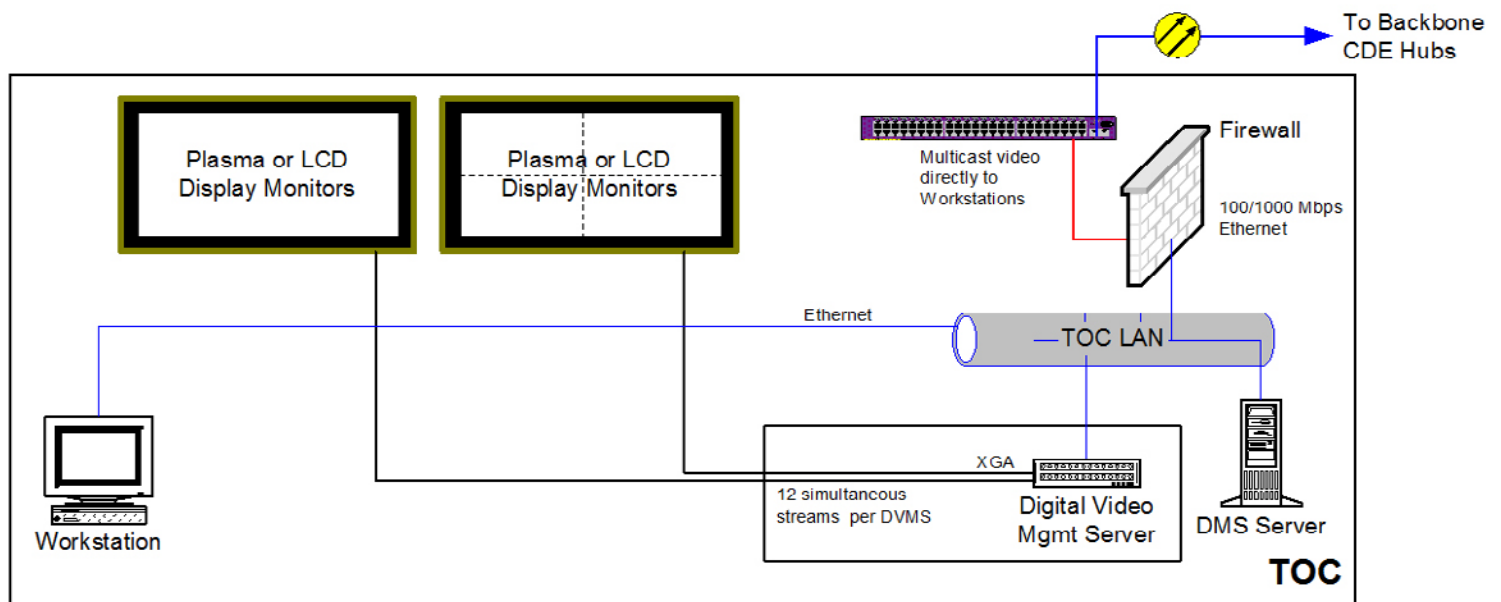 To Backbone
CDE Hubs
Plasma or LCD
Display Monitors
Plasma or LCD
Display Monitors
Multicast video
directly to
Workstations
Firewall
100/1000 Mbps
Ethernet
Ethernet
TOC LAN
XGA
12 simultancous
streams per DVMS
Digital Video
Mgmt Server
Workstation
DMS Server
TOC